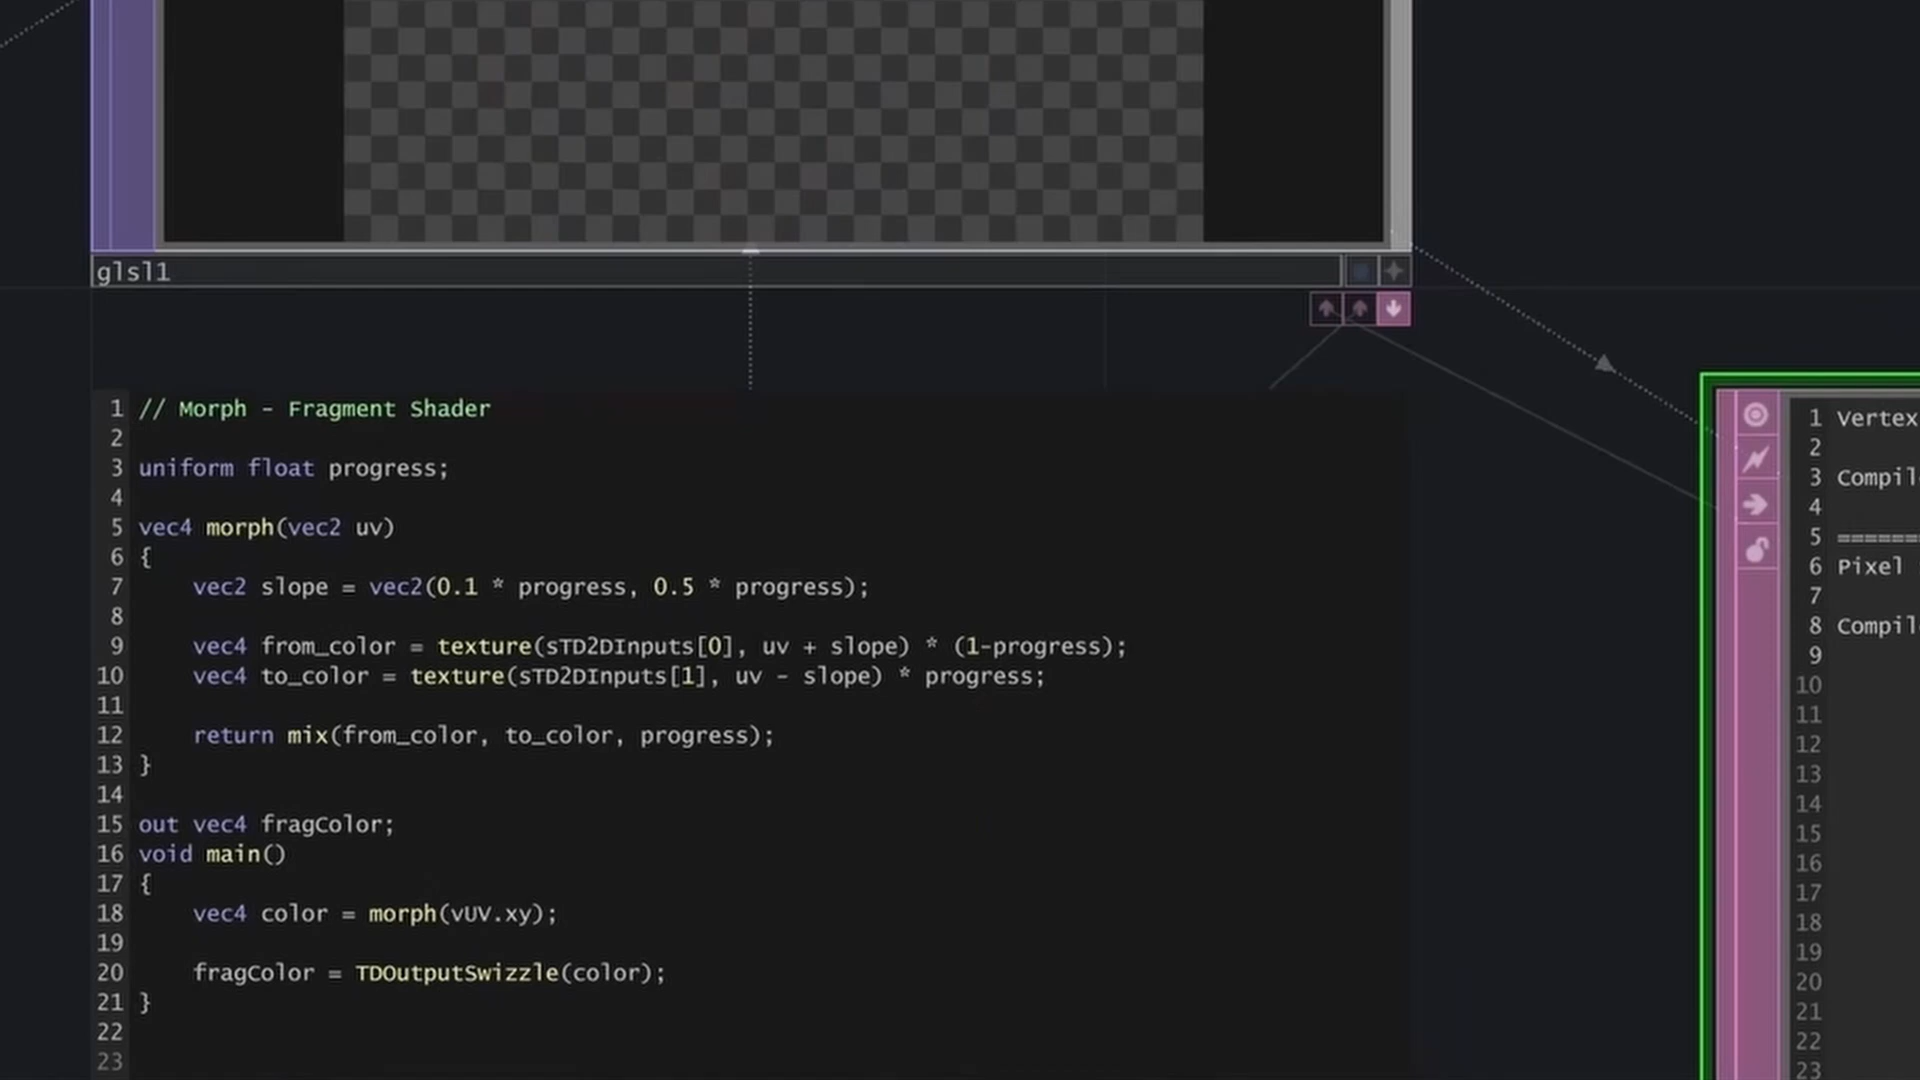 glsl1
1 // Morph - Fragment Shader
2
3 uniform float progress;
4
5 vec4 morph(vec2 uv)
6 {
7     vec2 slope = vec2(0.1 * progress, 0.5 * progress);
8
9     vec4 from_color = texture(sTD2DInputs[0], uv + slope) * (1-progress);
10     vec4 to_color = texture(sTD2DInputs[1], uv - slope) * progress;
11
12     return mix(from_color, to_color, progress);
13 }
14
15 out vec4 fragColor;
16 void main()
17 {
18     vec4 color = morph(vUV.xy);
19
20     fragColor = TDOutputSwizzle(color);
21 }
22
23
1 Vertex
2
3 Compil
4
5 =======
6 Pixel
7
8 Compil
9
10
11
12
13
14
15
16
17
18
19
20
21
22
23